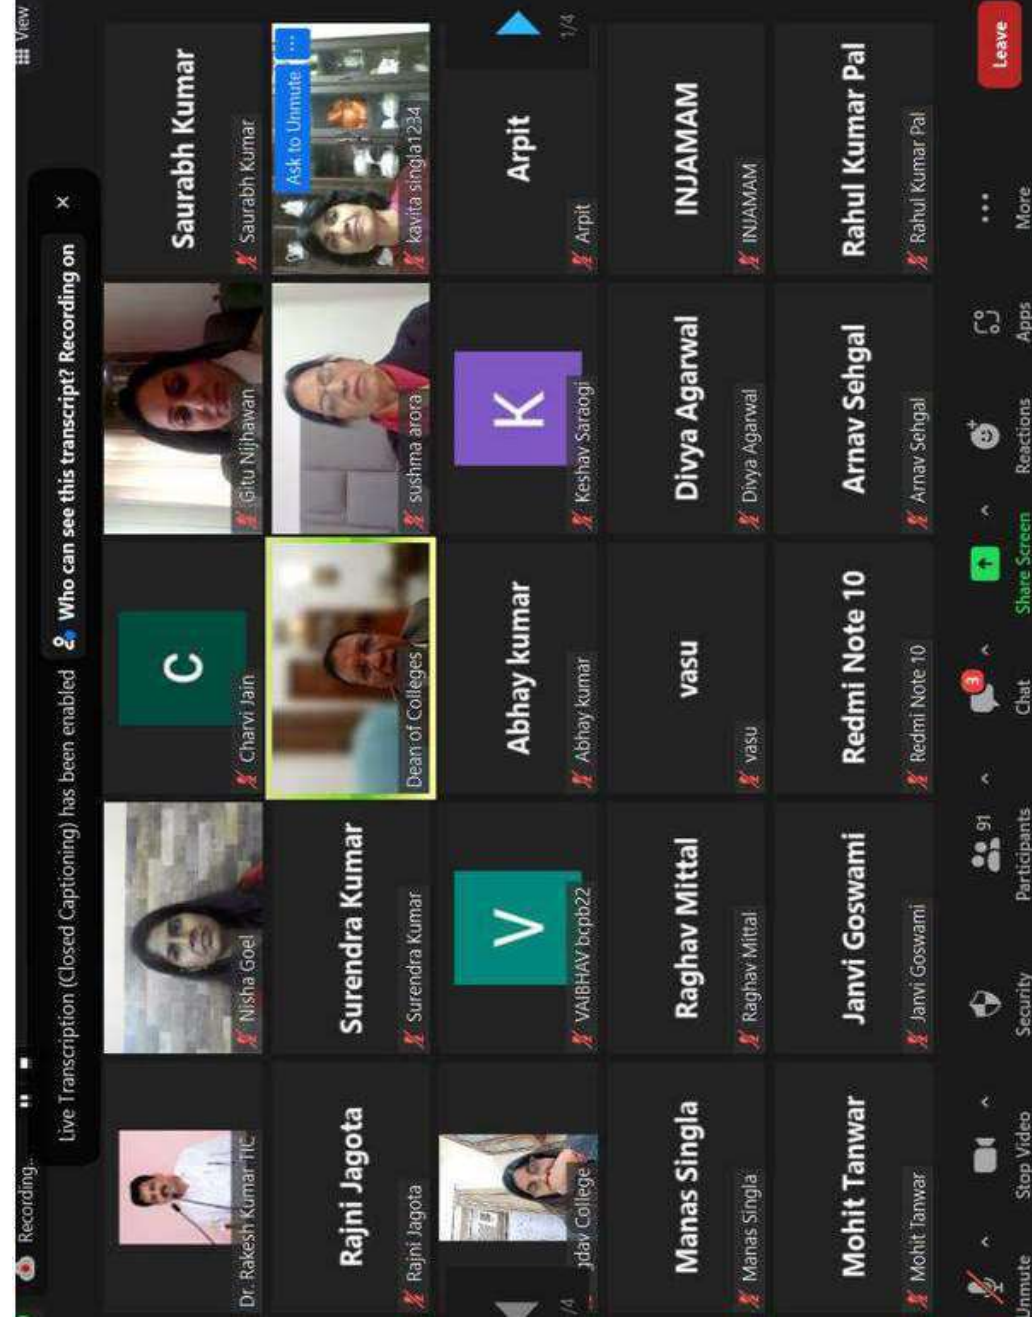 Recording...
View
Live Transcription (Closed Captioning) has been enabled
Who can see this transcript? Recording on
Dr. Rakesh Kumar TIC
Nisha Goel
C
Charvi Jain
Gitu Nijhawan
Saurabh Kumar
Saurabh Kumar
Rajni Jagota
Rajni Jagota
Surendra Kumar
Surendra Kumar
Dean of Colleges
sushma arora
Ask to Unmute
...
kavita singla1234
1/4
College
V
VAIBHAV bcpb22
Abhay kumar
Abhay kumar
K
Keshav Saraogi
Arpit
Arpit
1/4
Manas Singla
Manas Singla
Raghav Mittal
Raghav Mittal
vasu
vasu
Divya Agarwal
Divya Agarwal
INJAMAM
INJAMAM
Mohit Tanwar
Mohit Tanwar
Janvi Goswami
Janvi Goswami
Redmi Note 10
Redmi Note 10
Arnav Sehgal
Arnav Sehgal
Rahul Kumar Pal
Rahul Kumar Pal
Unmute
Stop Video
Security
91
Participants
3
Chat
Share Screen
Reactions
Apps
More
Leave